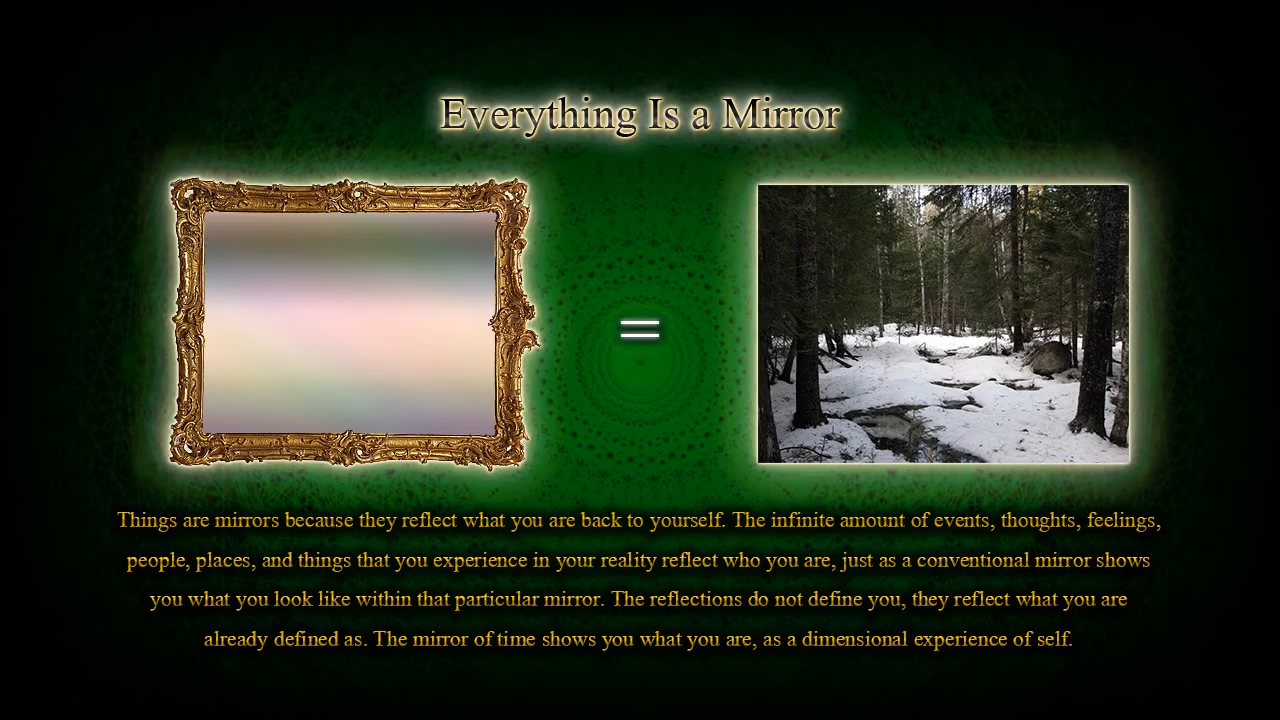 Everything Is a Mirror
=
Things are mirrors because they reflect what you are back to yourself. The infinite amount of events, thoughts, feelings,
people, places, and things that you experience in your reality reflect who you are, just as a conventional mirror shows
you what you look like within that particular mirror. The reflections do not define you, they reflect what you are
already defined as. The mirror of time shows you what you are, as a dimensional experience of self.